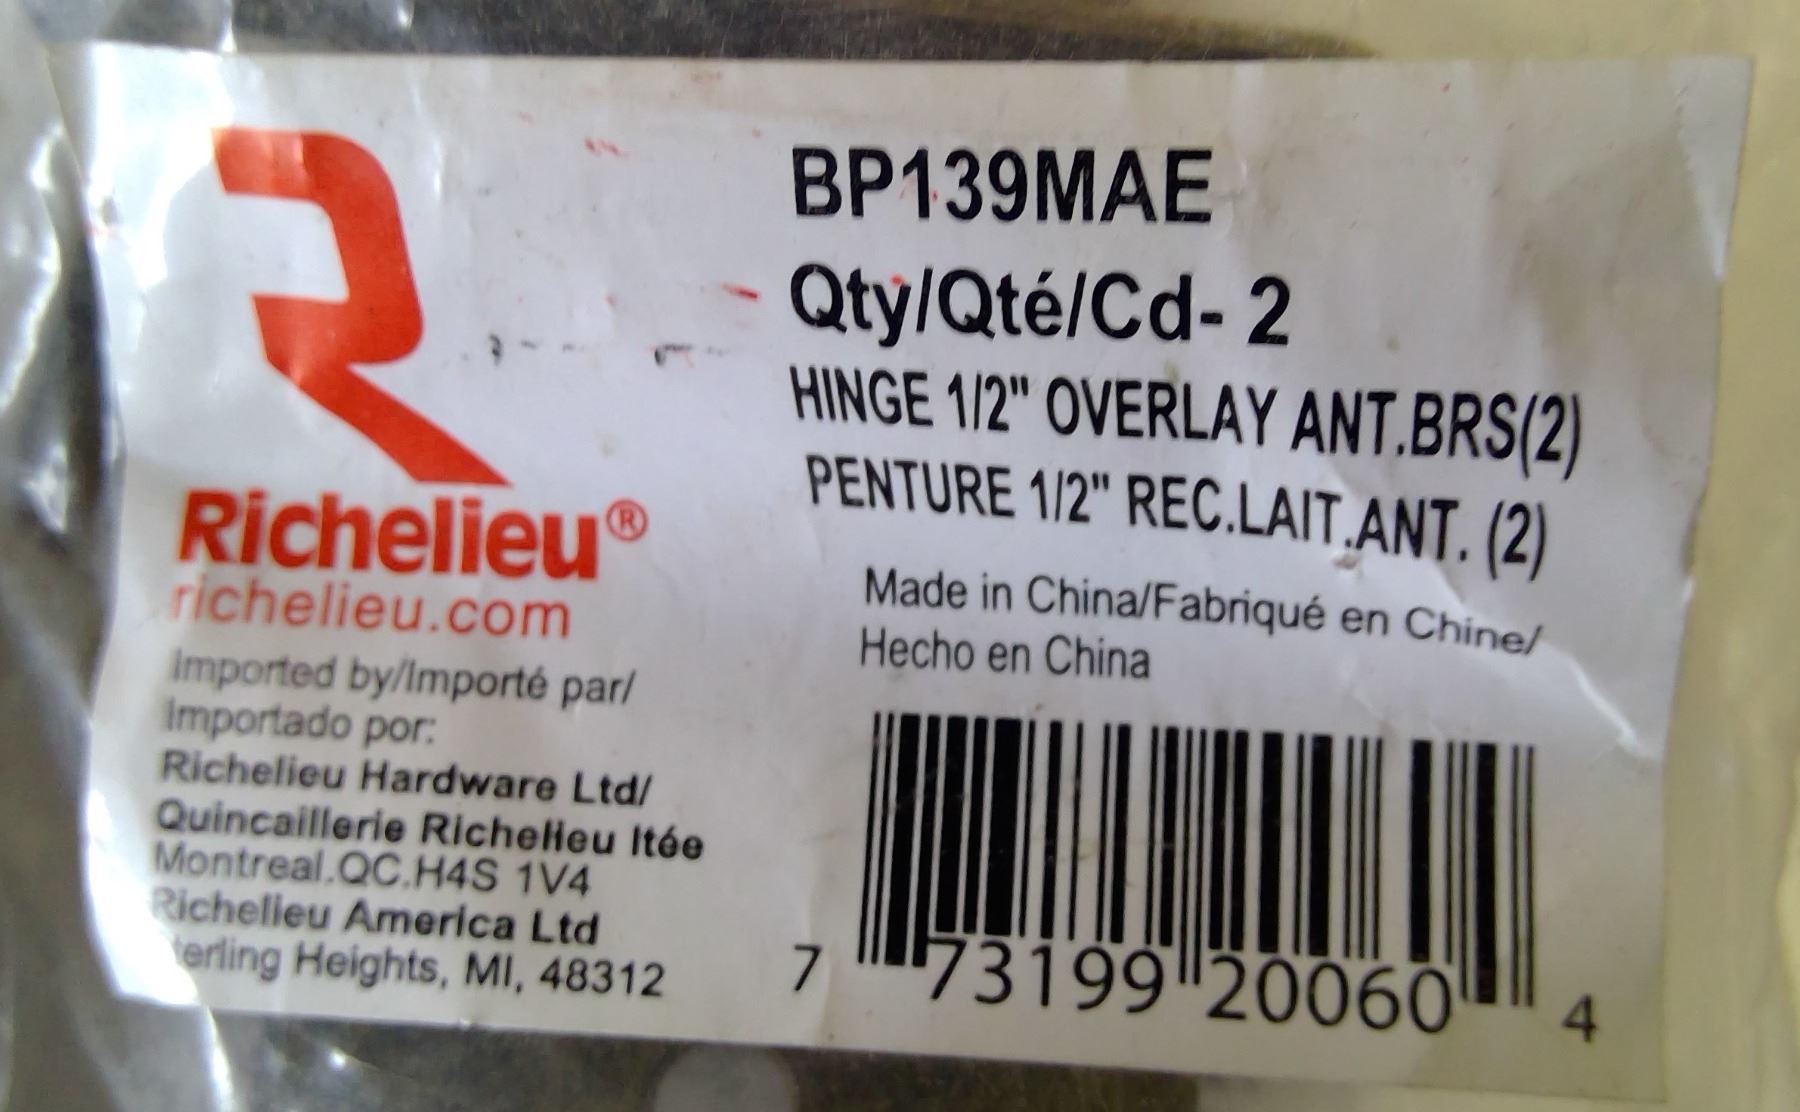 Richelieu®
richelieu.com
Imported by/Importé par/
Importado por:
Richelieu Hardware Ltd/
Quincaillerie Richelieu ltée
Montreal.QC.H4S 1V4
Richelieu America Ltd
terling Heights, MI, 48312
BP139MAE
Qty/Qté/Cd- 2
HINGE 1/2" OVERLAY ANT.BRS(2)
PENTURE 1/2" REC.LAIT.ANT. (2)
Made in China/Fabriqué en Chine/
Hecho en China
7 73199 20060 4